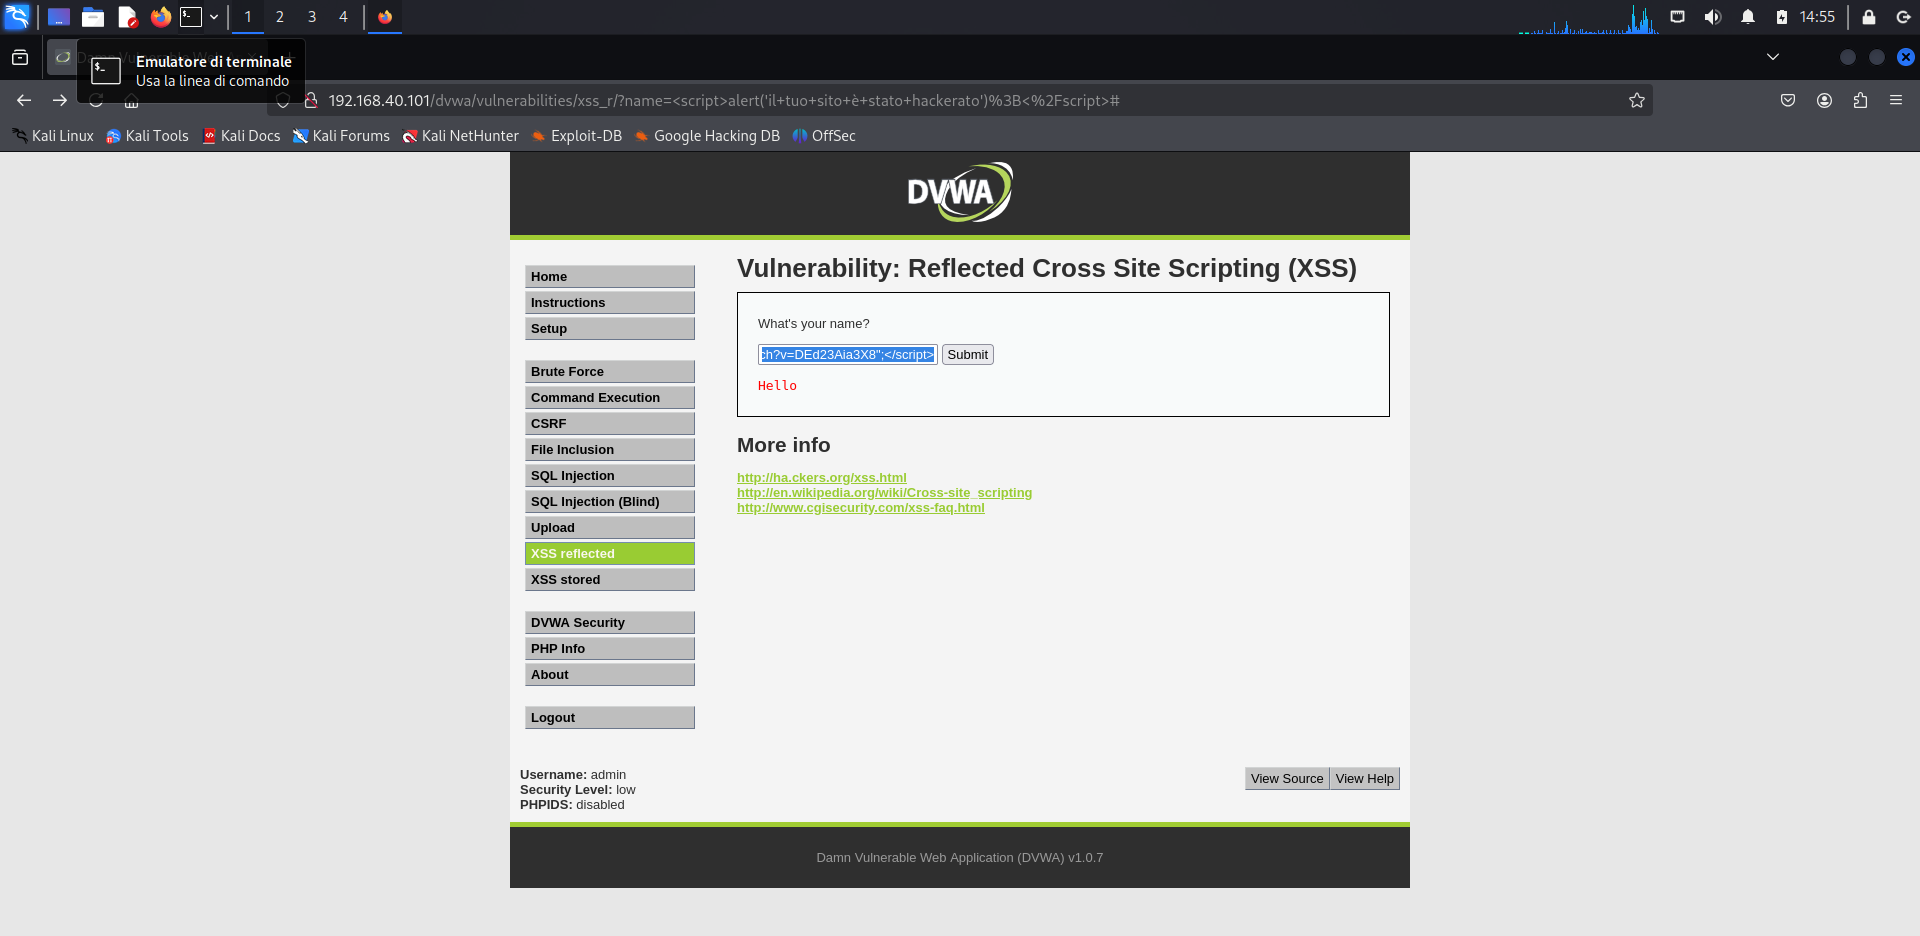 1 2 3 4 14:55
Emulatore di terminale
Usa la linea di comando
192.168.40.101/dvwa/vulnerabilities/xss_r/?name=<script>alert('il+tuo+sito+è+stato+hackerato')%3B<%2Fscript>#
Kali Linux Kali Tools Kali Docs Kali Forums Kali NetHunter Exploit-DB Google Hacking DB OffSec
DVWA
Vulnerability: Reflected Cross Site Scripting (XSS)
Home
Instructions
Setup
Brute Force
Command Execution
CSRF
File Inclusion
SQL Injection
SQL Injection (Blind)
Upload
XSS reflected
XSS stored
DVWA Security
PHP Info
About
Logout
What's your name?
ch?v=DEd23Aia3X8";</script> Submit
Hello
More info
http://ha.ckers.org/xss.html
http://en.wikipedia.org/wiki/Cross-site_scripting
http://www.cgisecurity.com/xss-faq.html
Username: admin
Security Level: low
PHPIDS: disabled
View Source View Help
Damn Vulnerable Web Application (DVWA) v1.0.7